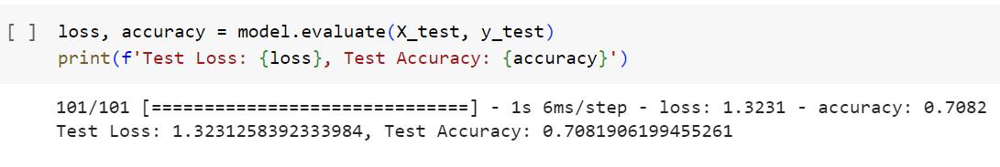 [ ] loss, accuracy = model.evaluate(X_test, y_test)
print(f'Test Loss: {loss}, Test Accuracy: {accuracy}')
101/101 [==============================] - 1s 6ms/step - loss: 1.3231 - accuracy: 0.7082
Test Loss: 1.3231258392333984, Test Accuracy: 0.7081906199455261